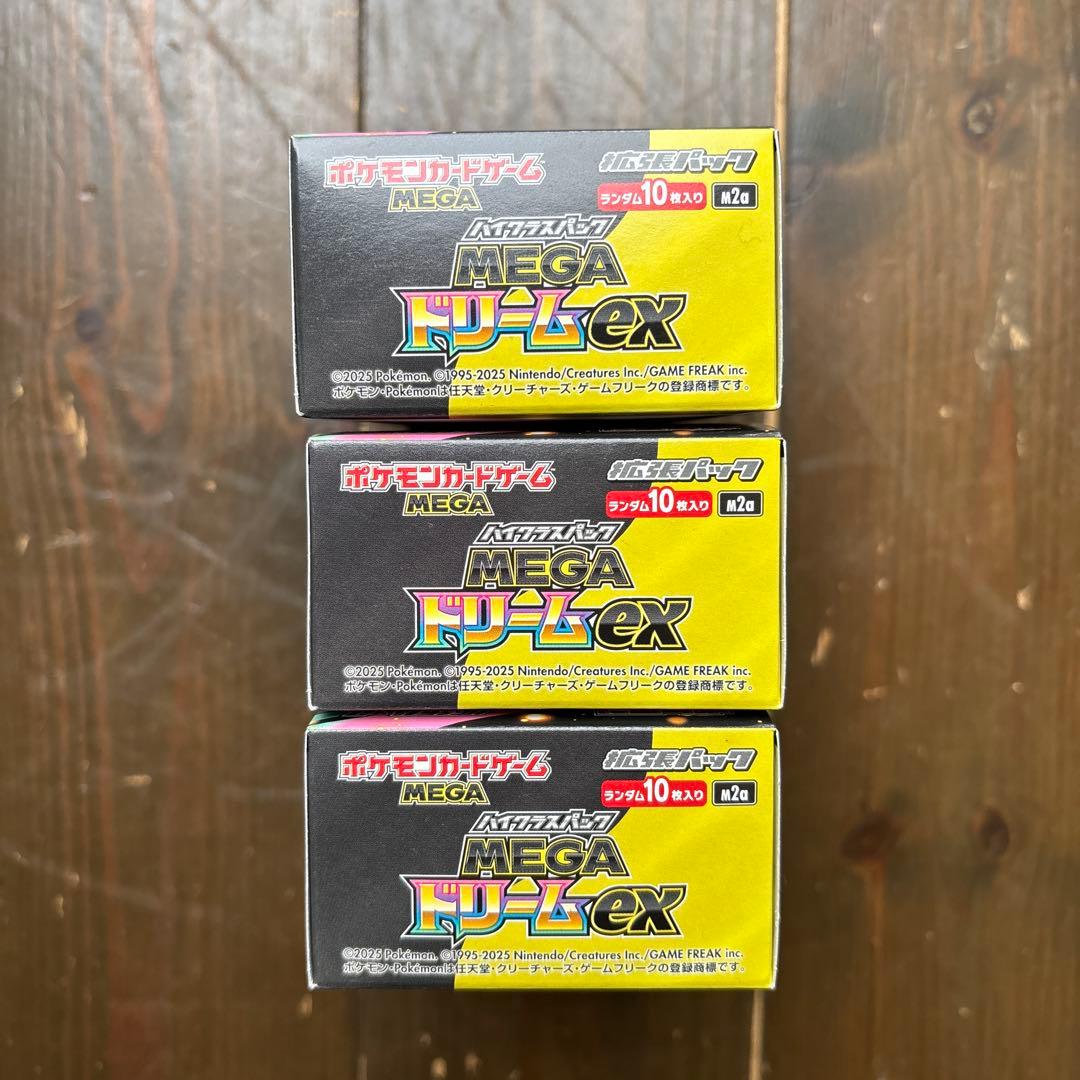 ポケモンカードゲーム
MEGA
拡張パック
ランダム10枚入り M2a
ハイクラスパック
MEGA
ドリームex
©2025 Pokémon. ©1995-2025 Nintendo/Creatures Inc./GAME FREAK inc.
ポケモン・Pokémonは任天堂・クリーチャーズ・ゲームフリークの登録商標です。
ポケモンカードゲーム
MEGA
拡張パック
ランダム10枚入り M2a
ハイクラスパック
MEGA
ドリームex
©2025 Pokémon. ©1995-2025 Nintendo/Creatures Inc./GAME FREAK inc.
ポケモン・Pokémonは任天堂・クリーチャーズ・ゲームフリークの登録商標です。
ポケモンカードゲーム
MEGA
拡張パック
ランダム10枚入り M2a
ハイクラスパック
MEGA
ドリームex
©2025 Pokémon. ©1995-2025 Nintendo/Creatures Inc./GAME FREAK inc.
ポケモン・Pokémonは任天堂・クリーチャーズ・ゲームフリークの登録商標です。